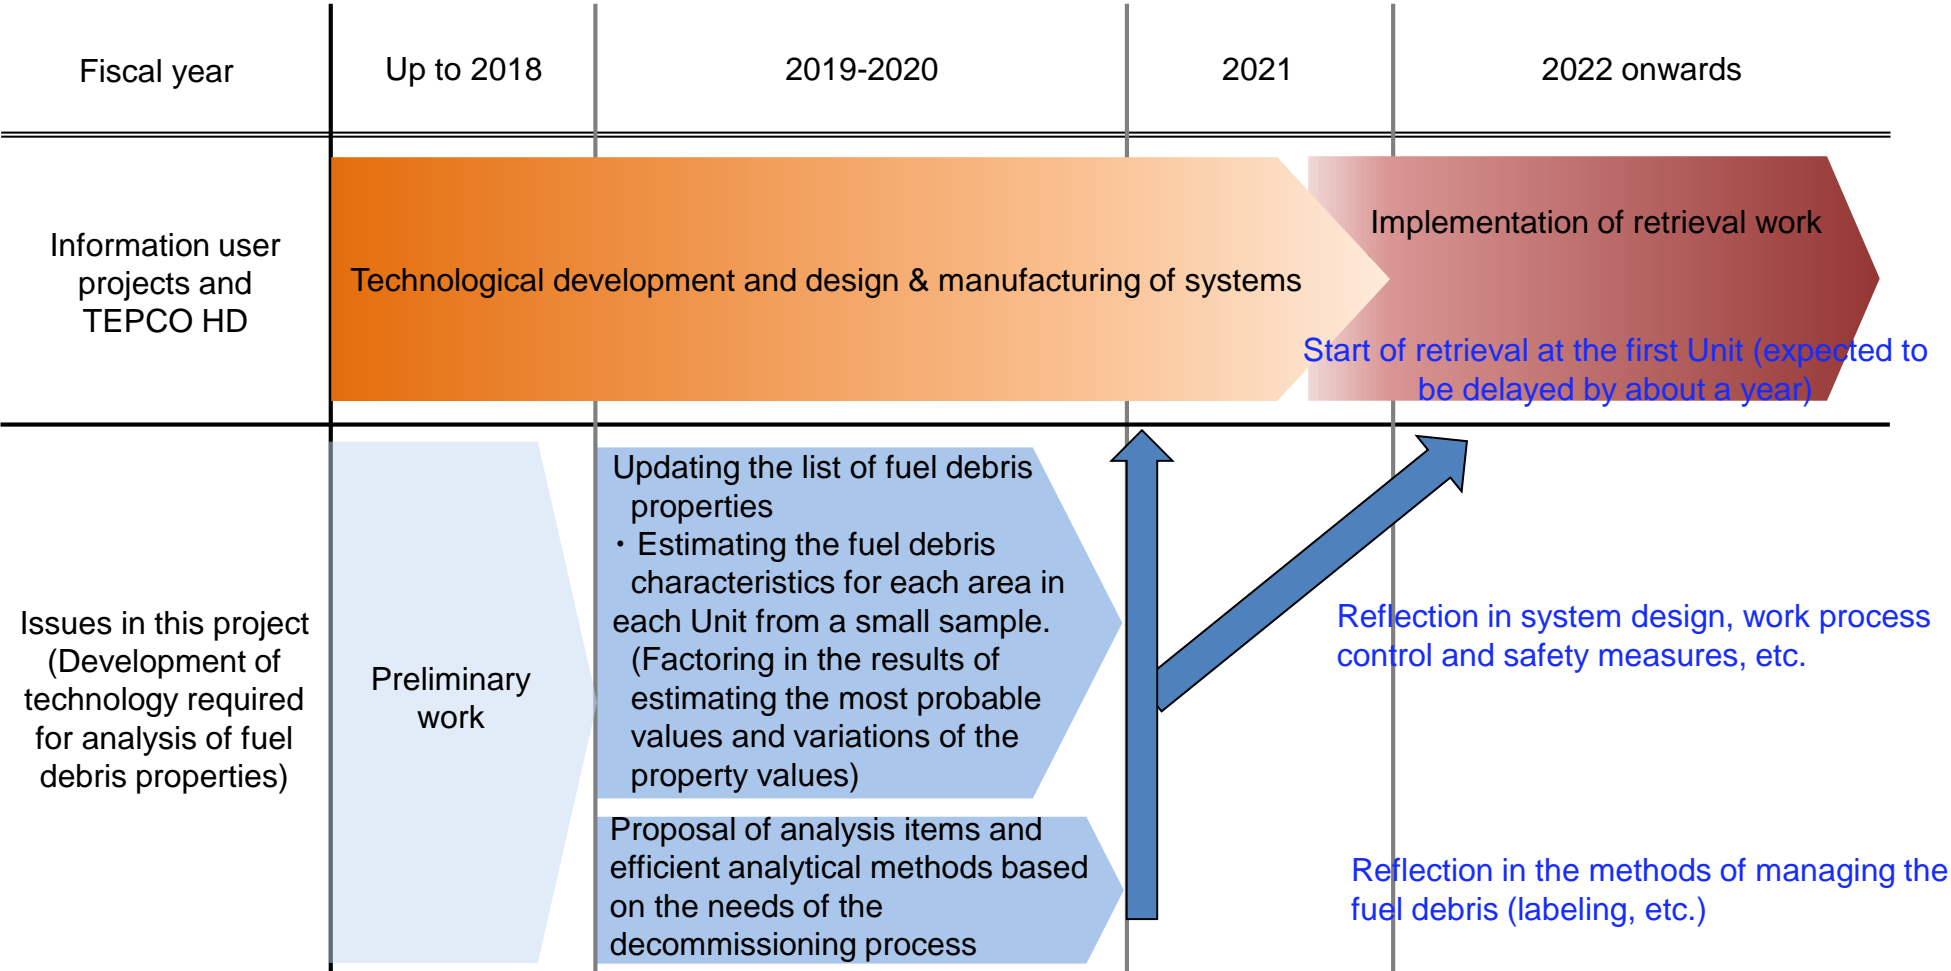 Fiscal year
Up to 2018
2019-2020
2021
2022 onwards
Information user
projects and
TEPCO HD
Technological development and design & manufacturing of systems
Implementation of retrieval work
Start of retrieval at the first Unit (expected to
be delayed by about a year)
Issues in this project
(Development of
technology required
for analysis of fuel
debris properties)
Preliminary
work
Updating the list of fuel debris
properties
・Estimating the fuel debris
characteristics for each area in
each Unit from a small sample.
(Factoring in the results of
estimating the most probable
values and variations of the
property values)
Proposal of analysis items and
efficient analytical methods based
on the needs of the
decommissioning process
Reflection in system design, work process
control and safety measures, etc.
Reflection in the methods of managing the
fuel debris (labeling, etc.)